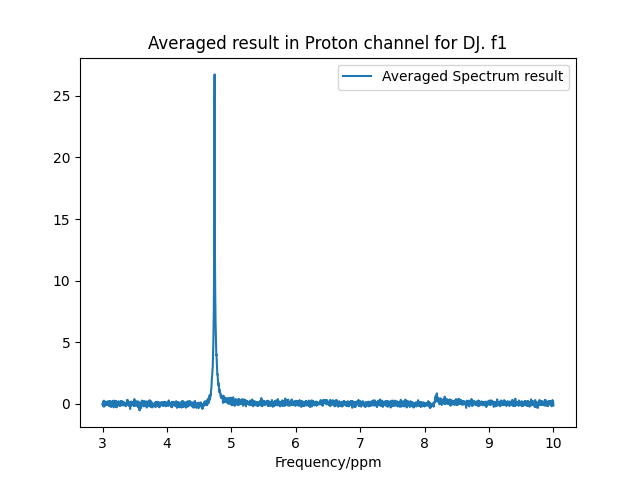 Averaged result in Proton channel for DJ. f1
Averaged Spectrum result
25
20
15
10
5
0
3 4 5 6 7 8 9 10
Frequency/ppm